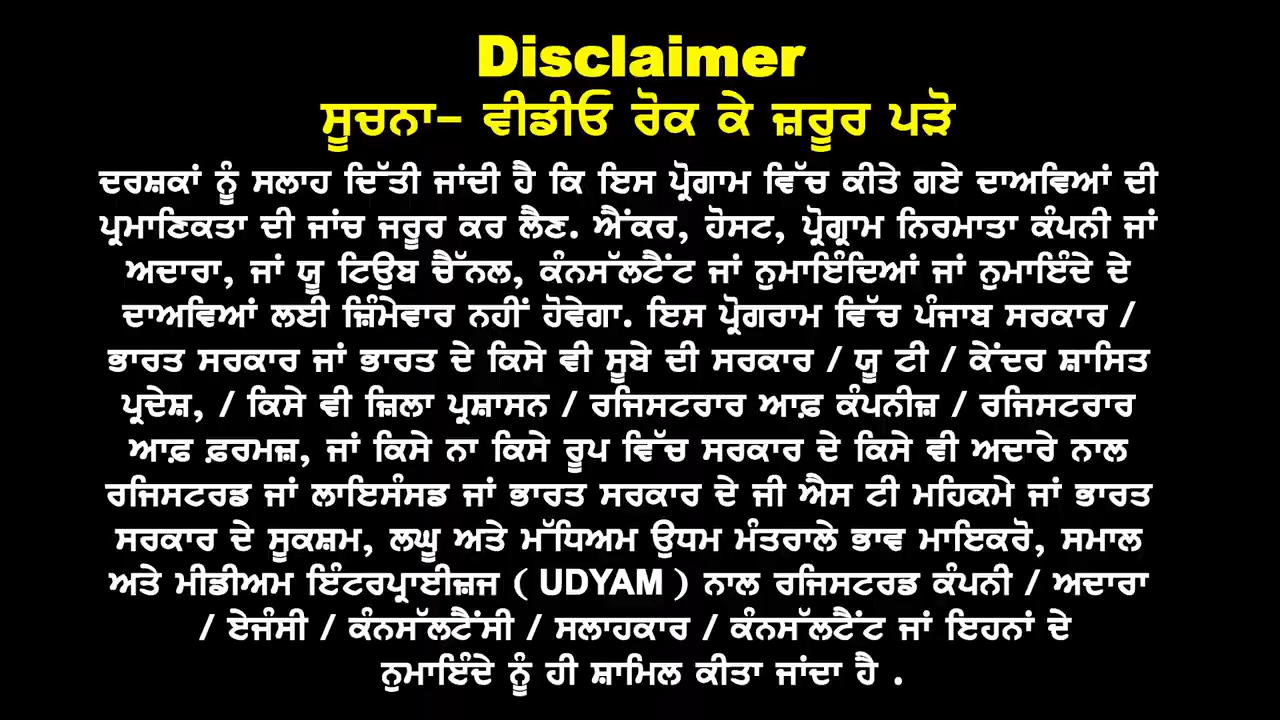 Disclaimer
ਸੂਚਨਾ- ਵੀਡੀਓ ਰੋਕ ਕੇ ਜ਼ਰੂਰ ਪੜੋ
ਦਰਸ਼ਕਾਂ ਨੂੰ ਸਲਾਹ ਦਿੱਤੀ ਜਾਂਦੀ ਹੈ ਕਿ ਇਸ ਪ੍ਰੋਗਾਮ ਵਿੱਚ ਕੀਤੇ ਗਏ ਦਾਅਵਿਆਂ ਦੀ
ਪ੍ਰਮਾਣਿਕਤਾ ਦੀ ਜਾਂਚ ਜਰੂਰ ਕਰ ਲੈਣ. ਐਂਕਰ, ਹੋਸਟ, ਪ੍ਰੋਗ੍ਰਾਮ ਨਿਰਮਾਤਾ ਕੰਪਨੀ ਜਾਂ
ਅਦਾਰਾ, ਜਾਂ ਯੂ ਟਿਉਬ ਚੈੱਨਲ, ਕੰਨਸੱਲਟੈਂਟ ਜਾਂ ਨੁਮਾਇੰਦਿਆਂ ਜਾਂ ਨੁਮਾਇੰਦੇ ਦੇ
ਦਾਅਵਿਆਂ ਲਈ ਜ਼ਿੰਮੇਵਾਰ ਨਹੀਂ ਹੋਵੇਗਾ. ਇਸ ਪ੍ਰੋਗਰਾਮ ਵਿੱਚ ਪੰਜਾਬ ਸਰਕਾਰ /
ਭਾਰਤ ਸਰਕਾਰ ਜਾਂ ਭਾਰਤ ਦੇ ਕਿਸੇ ਵੀ ਸੂਬੇ ਦੀ ਸਰਕਾਰ / ਯੂ ਟੀ / ਕੇਂਦਰ ਸ਼ਾਸਿਤ
ਪ੍ਰਦੇਸ਼, / ਕਿਸੇ ਵੀ ਜ਼ਿਲਾ ਪ੍ਰਸ਼ਾਸਨ / ਰਜਿਸਟਰਾਰ ਆਫ਼ ਕੰਪਨੀਜ਼ / ਰਜਿਸਟਰਾਰ
ਆਫ਼ ਫ਼ਰਮਜ਼, ਜਾਂ ਕਿਸੇ ਨਾ ਕਿਸੇ ਰੂਪ ਵਿੱਚ ਸਰਕਾਰ ਦੇ ਕਿਸੇ ਵੀ ਅਦਾਰੇ ਨਾਲ
ਰਜਿਸਟਰਡ ਜਾਂ ਲਾਇਸੰਸਡ ਜਾਂ ਭਾਰਤ ਸਰਕਾਰ ਦੇ ਜੀ ਐਸ ਟੀ ਮਹਿਕਮੇ ਜਾਂ ਭਾਰਤ
ਸਰਕਾਰ ਦੇ ਸੂਕਸ਼ਮ, ਲਘੂ ਅਤੇ ਮੱਧਿਅਮ ਉਧਮ ਮੰਤਰਾਲੇ ਭਾਵ ਮਾਇਕਰੋ, ਸਮਾਲ
ਅਤੇ ਮੀਡੀਅਮ ਇੰਟਰਪ੍ਰਾਈਜ਼ਜ ( UDYAM ) ਨਾਲ ਰਜਿਸਟਰਡ ਕੰਪਨੀ / ਅਦਾਰਾ
/ ਏਜੰਸੀ / ਕੰਨਸੱਲਟੈਂਸੀ / ਸਲਾਹਕਾਰ / ਕੰਨਸੱਲਟੈਂਟ ਜਾਂ ਇਹਨਾਂ ਦੇ
ਨੁਮਾਇੰਦੇ ਨੂੰ ਹੀ ਸ਼ਾਮਿਲ ਕੀਤਾ ਜਾਂਦਾ ਹੈ .